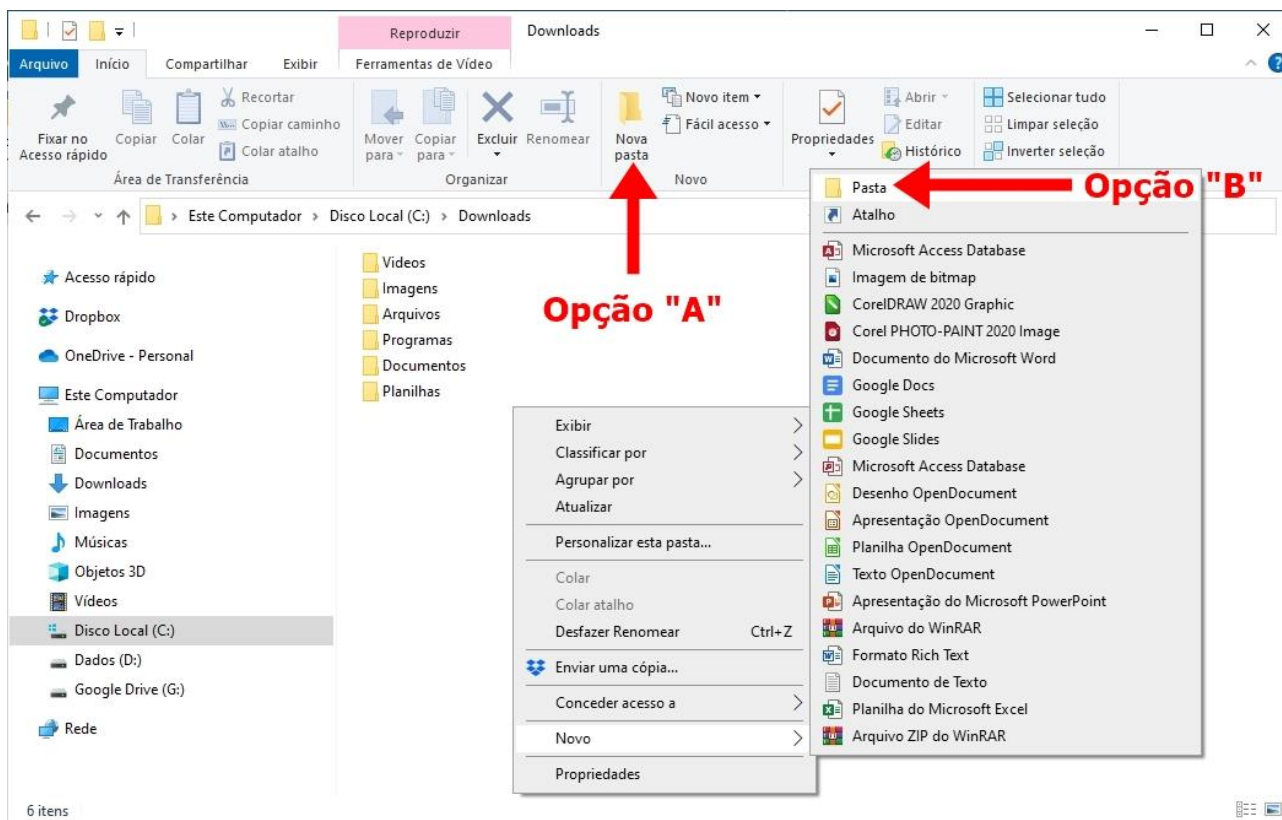 Reproduzir
Downloads
Arquivo
Início
Compartilhar
Exibir
Ferramentas de Vídeo
Fixar no
Acesso rápido
Copiar
Colar
Recortar
Copiar caminho
Colar atalho
Área de Transferência
Mover
para
Copiar
para
Excluir
Renomear
Organizar
Nova
pasta
Novo item
Fácil acesso
Novo
Propriedades
Abrir
Editar
Histórico
Selecionar tudo
Limpar seleção
Inverter seleção
Este Computador
Disco Local (C:)
Downloads
Acesso rápido
Dropbox
OneDrive - Personal
Este Computador
Área de Trabalho
Documentos
Downloads
Imagens
Músicas
Objetos 3D
Vídeos
Disco Local (C:)
Dados (D:)
Google Drive (G:)
Rede
Videos
Imagens
Arquivos
Programas
Documentos
Planilhas
Opção "A"
Opção "B"
Exibir
Classificar por
Agrupar por
Atualizar
Personalizar esta pasta...
Colar
Colar atalho
Desfazer Renomear Ctrl+Z
Enviar uma cópia...
Conceder acesso a
Novo
Propriedades
Pasta
Atalho
Microsoft Access Database
Imagem de bitmap
CorelDRAW 2020 Graphic
Corel PHOTO-PAINT 2020 Image
Documento do Microsoft Word
Google Docs
Google Sheets
Google Slides
Microsoft Access Database
Desenho OpenDocument
Apresentação OpenDocument
Planilha OpenDocument
Texto OpenDocument
Apresentação do Microsoft PowerPoint
Arquivo do WinRAR
Formato Rich Text
Documento de Texto
Planilha do Microsoft Excel
Arquivo ZIP do WinRAR
6 itens